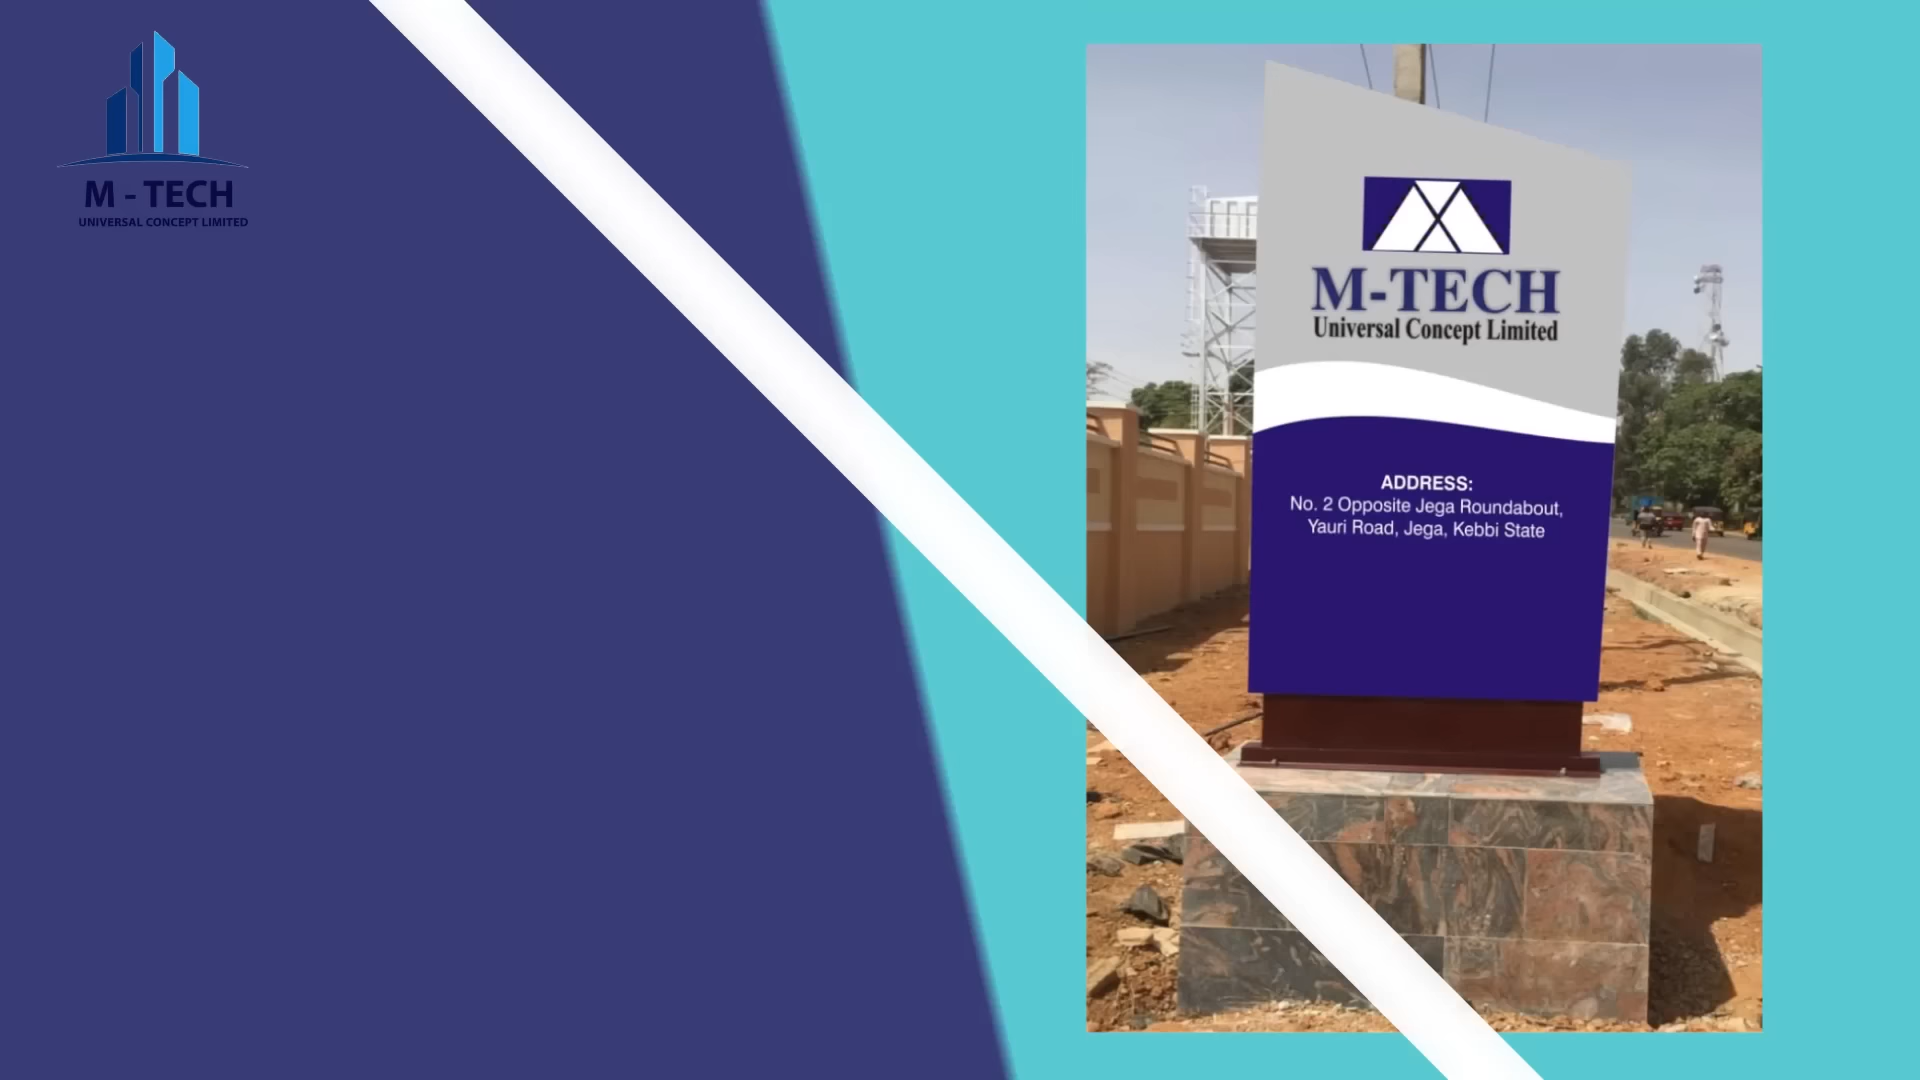 M - TECH
UNIVERSAL CONCEPT LIMITED
M-TECH
Universal Concept Limited
ADDRESS:
No. 2 Opposite Jega Roundabout,
Yauri Road, Jega, Kebbi State